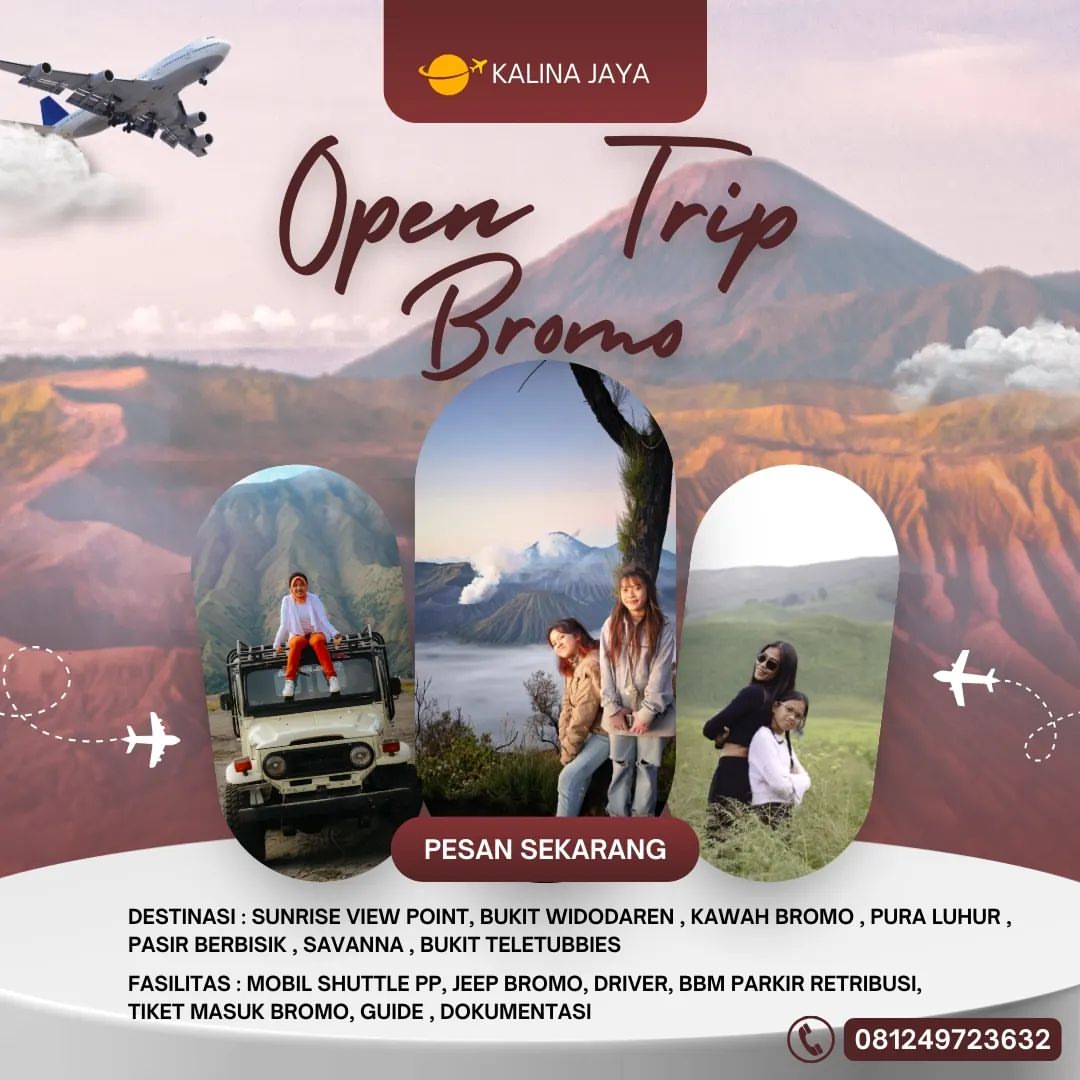 KALINA JAYA
Open Trip
Bromo
PESAN SEKARANG
DESTINASI : SUNRISE VIEW POINT, BUKIT WIDODAREN , KAWAH BROMO , PURA LUHUR ,
PASIR BERBISIK , SAVANNA , BUKIT TELETUBBIES
FASILITAS : MOBIL SHUTTLE PP, JEEP BROMO, DRIVER, BBM PARKIR RETRIBUSI,
TIKET MASUK BROMO, GUIDE , DOKUMENTASI
081249723632